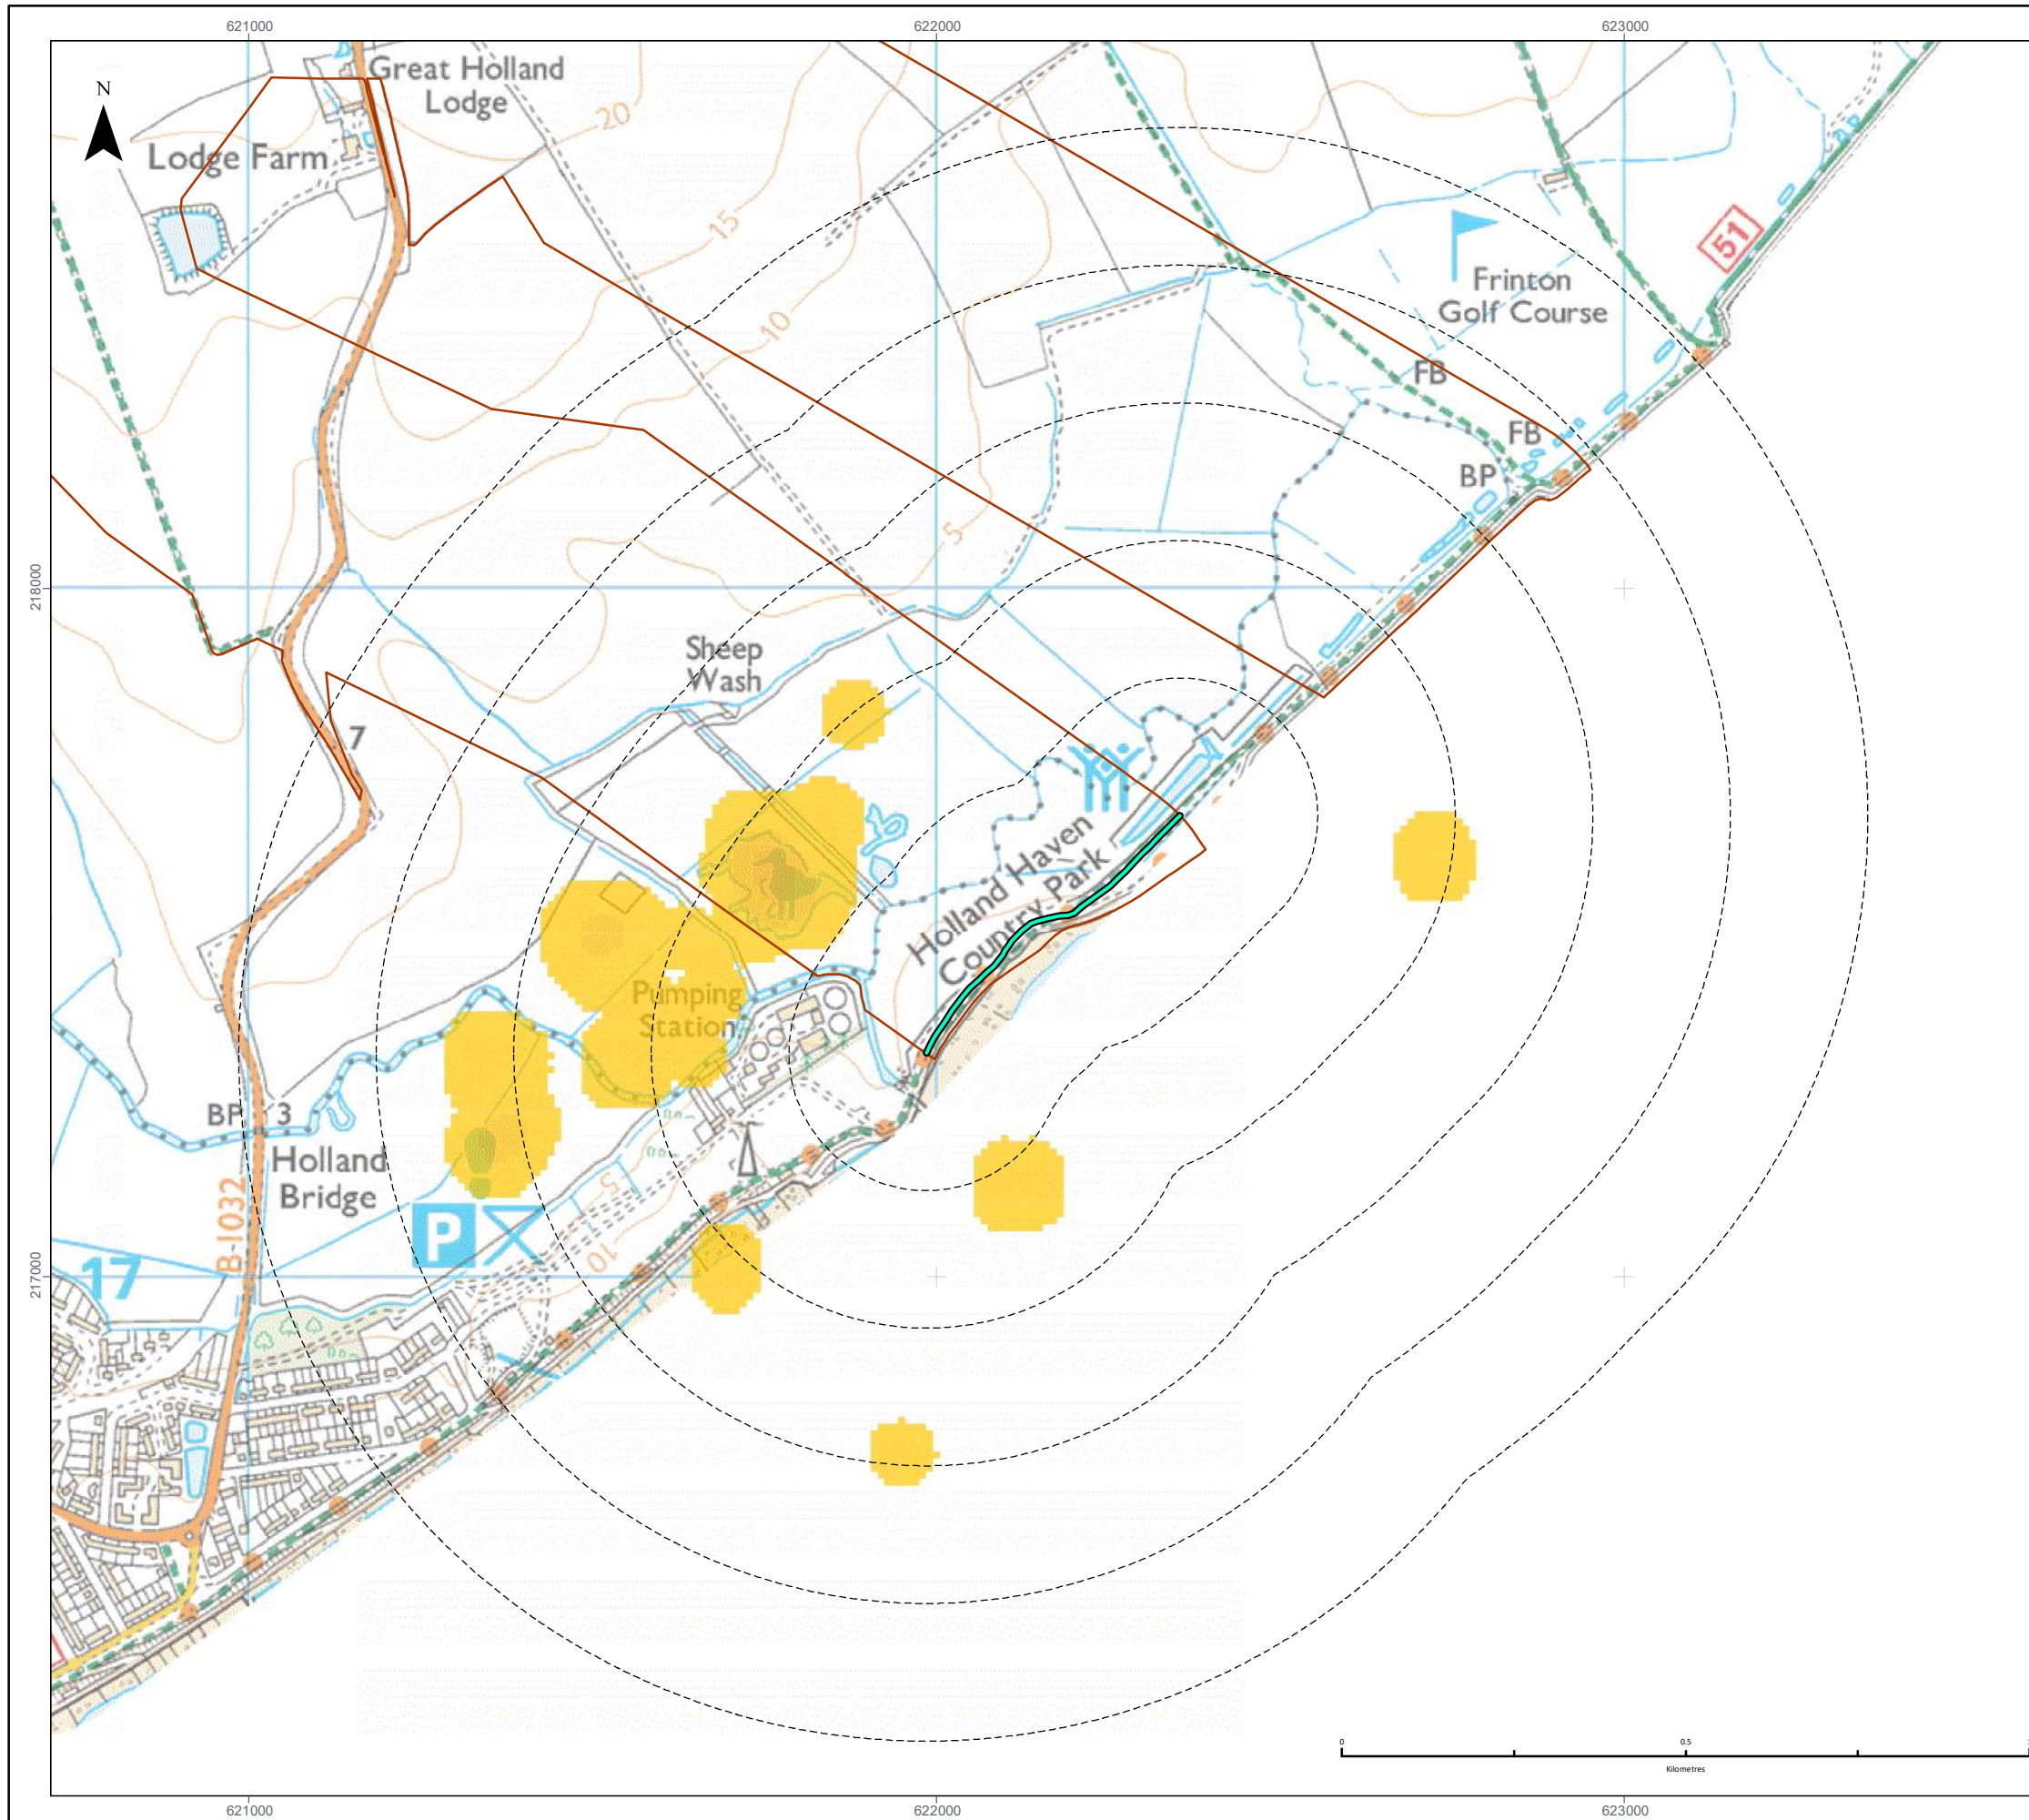 621000
622000
623000
N
Great Holland
Lodge
20
Lodge Farm
15
51
Frinton
Golf Course
10
FB
FB
BP
5
218000
Sheep
Wash
7
Holland Haven
Country Park
Pumping
Station
BP
3
Holland
Bridge
B 1032
5
P
10
17
217000
0
0.5
Kilometres
621000
622000
623000